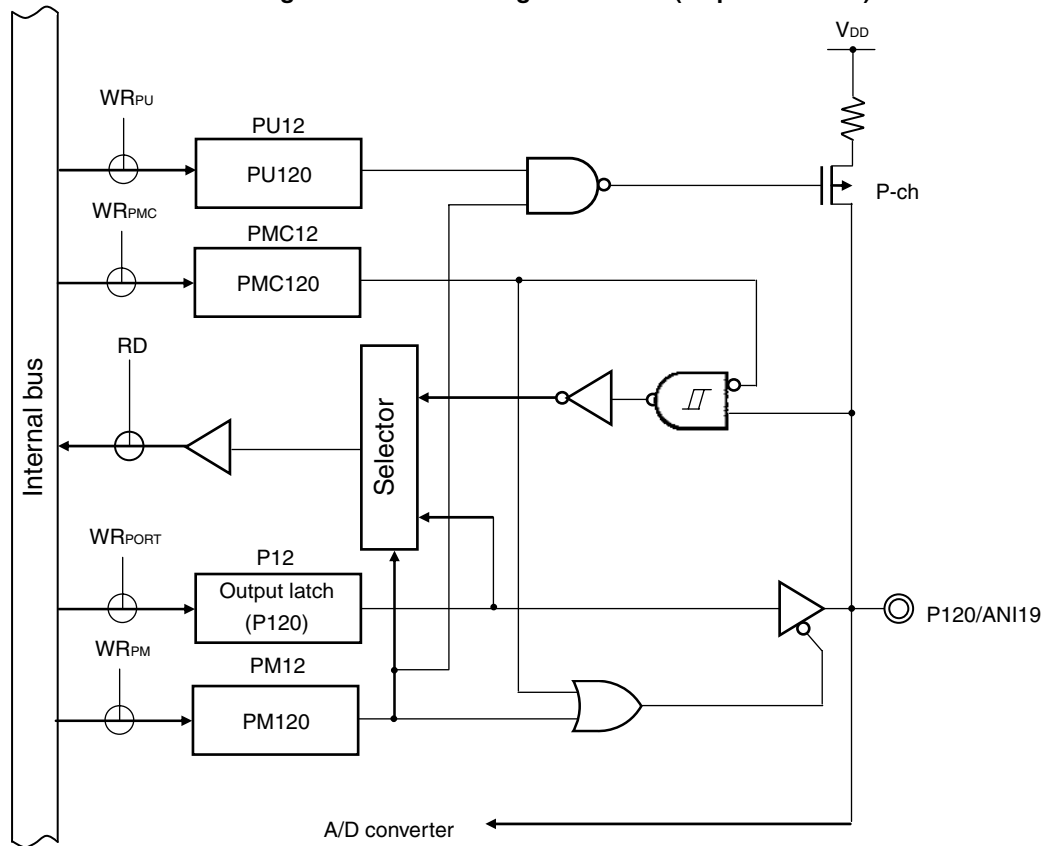 VDD
WRPU
PU12
PU120
P-ch
WRPMC
PMC12
PMC120
RD
Selector
Internal bus
WRPORT
P12
Output latch
(P120)
P120/ANI19
WRPM
PM12
PM120
A/D converter